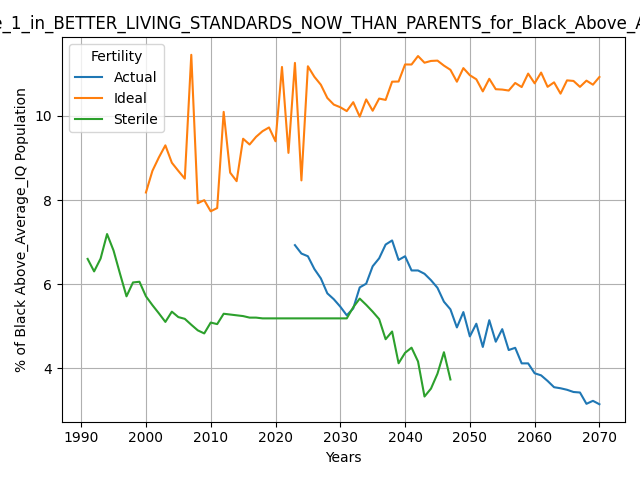 e_1_in_BETTER_LIVING_STANDARDS_NOW_THAN_PARENTS_for_Black_Above_A
Fertility
Actual
Ideal
Sterile
% of Black Above_Average_IQ Population
10
8
6
4
1990 2000 2010 2020 2030 2040 2050 2060 2070
Years